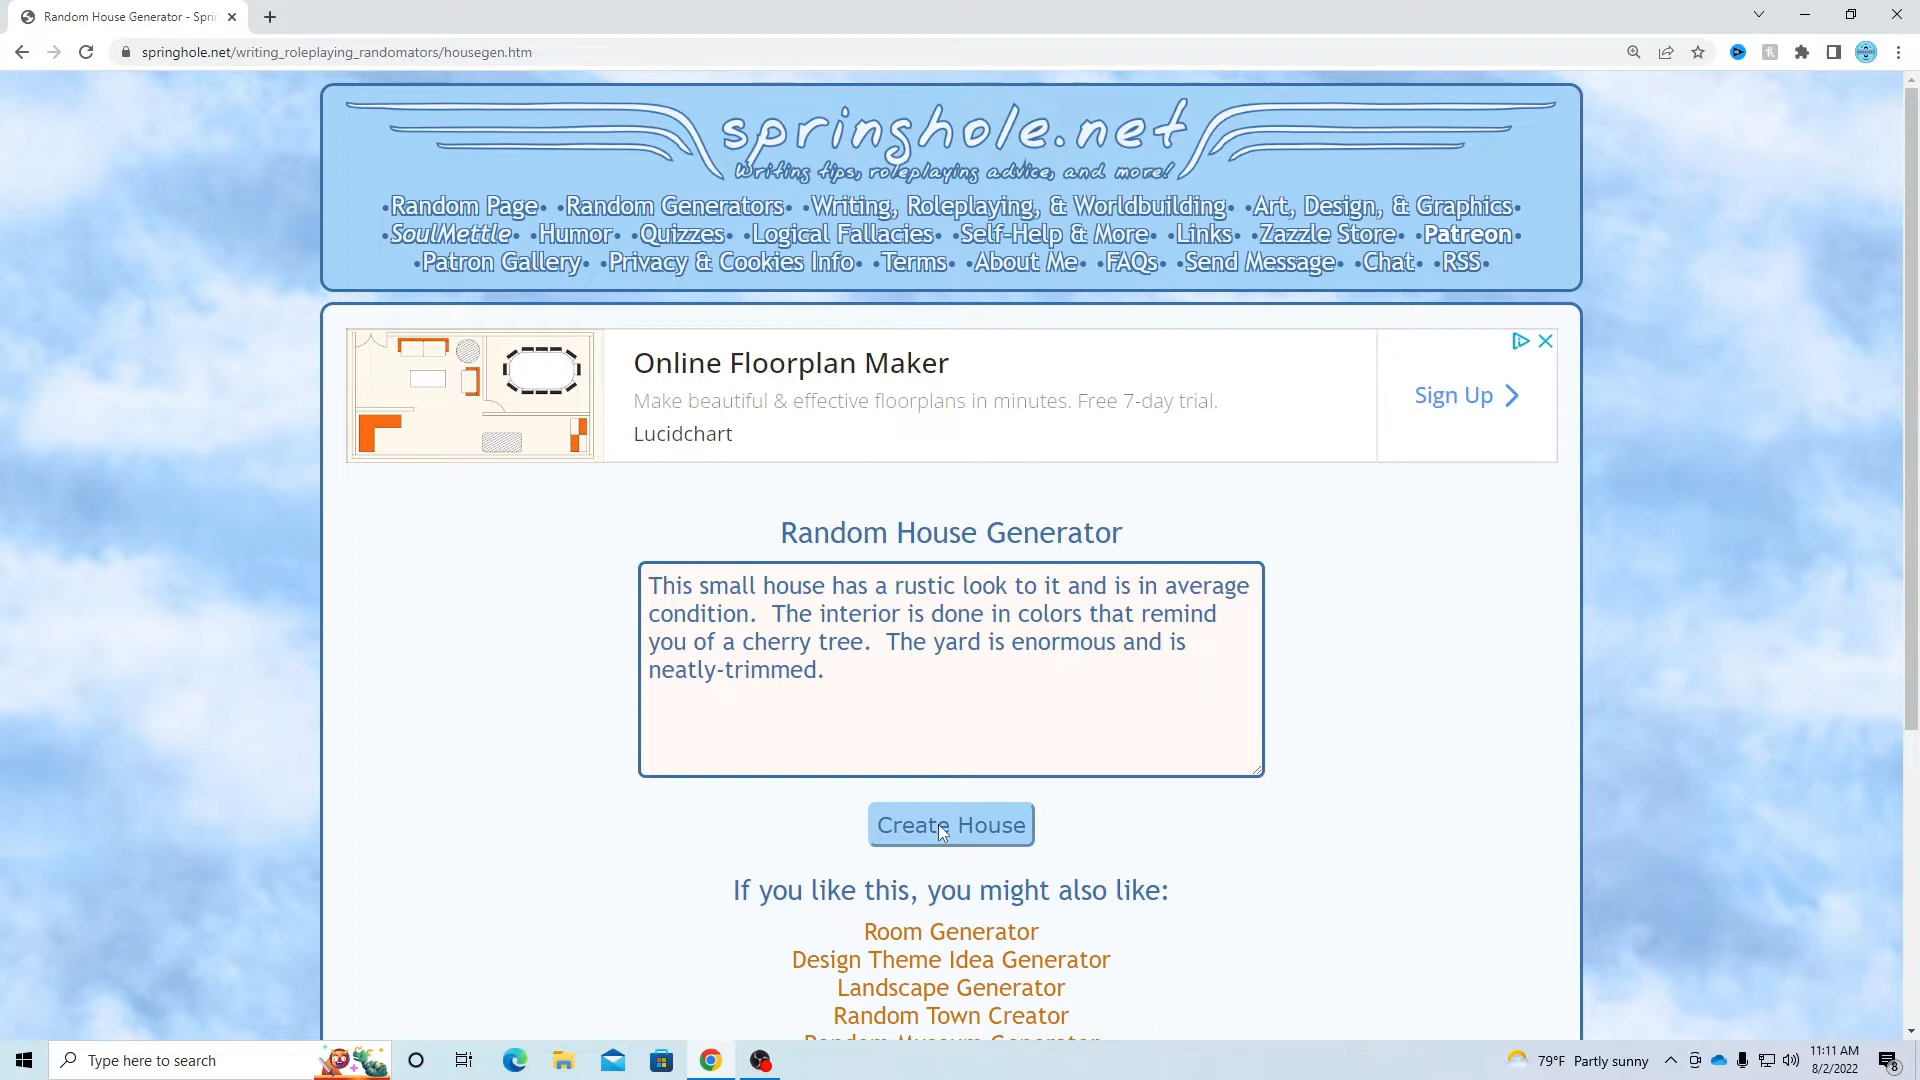 Random House Generator - Spri
springhole.net/writing_roleplaying_randomators/housegen.htm
springhole.net
Writing tips, roleplaying advice, and more!
•Random Page• •Random Generators• •Writing, Roleplaying, & Worldbuilding• •Art, Design, & Graphics•
•SoulMettle• •Humor• •Quizzes• •Logical Fallacies• •Self-Help & More• •Links• •Zazzle Store• •Patreon•
•Patron Gallery• •Privacy & Cookies Info• •Terms• •About Me• •FAQs• •Send Message• •Chat• •RSS•
Online Floorplan Maker
Make beautiful & effective floorplans in minutes. Free 7-day trial.
Lucidchart
Sign Up
Random House Generator
This small house has a rustic look to it and is in average
condition.  The interior is done in colors that remind
you of a cherry tree.  The yard is enormous and is
neatly-trimmed.
Create House
If you like this, you might also like:
Room Generator
Design Theme Idea Generator
Landscape Generator
Random Town Creator
Random Museum Generator
Type here to search
79°F Partly sunny
11:11 AM
8/2/2022
8